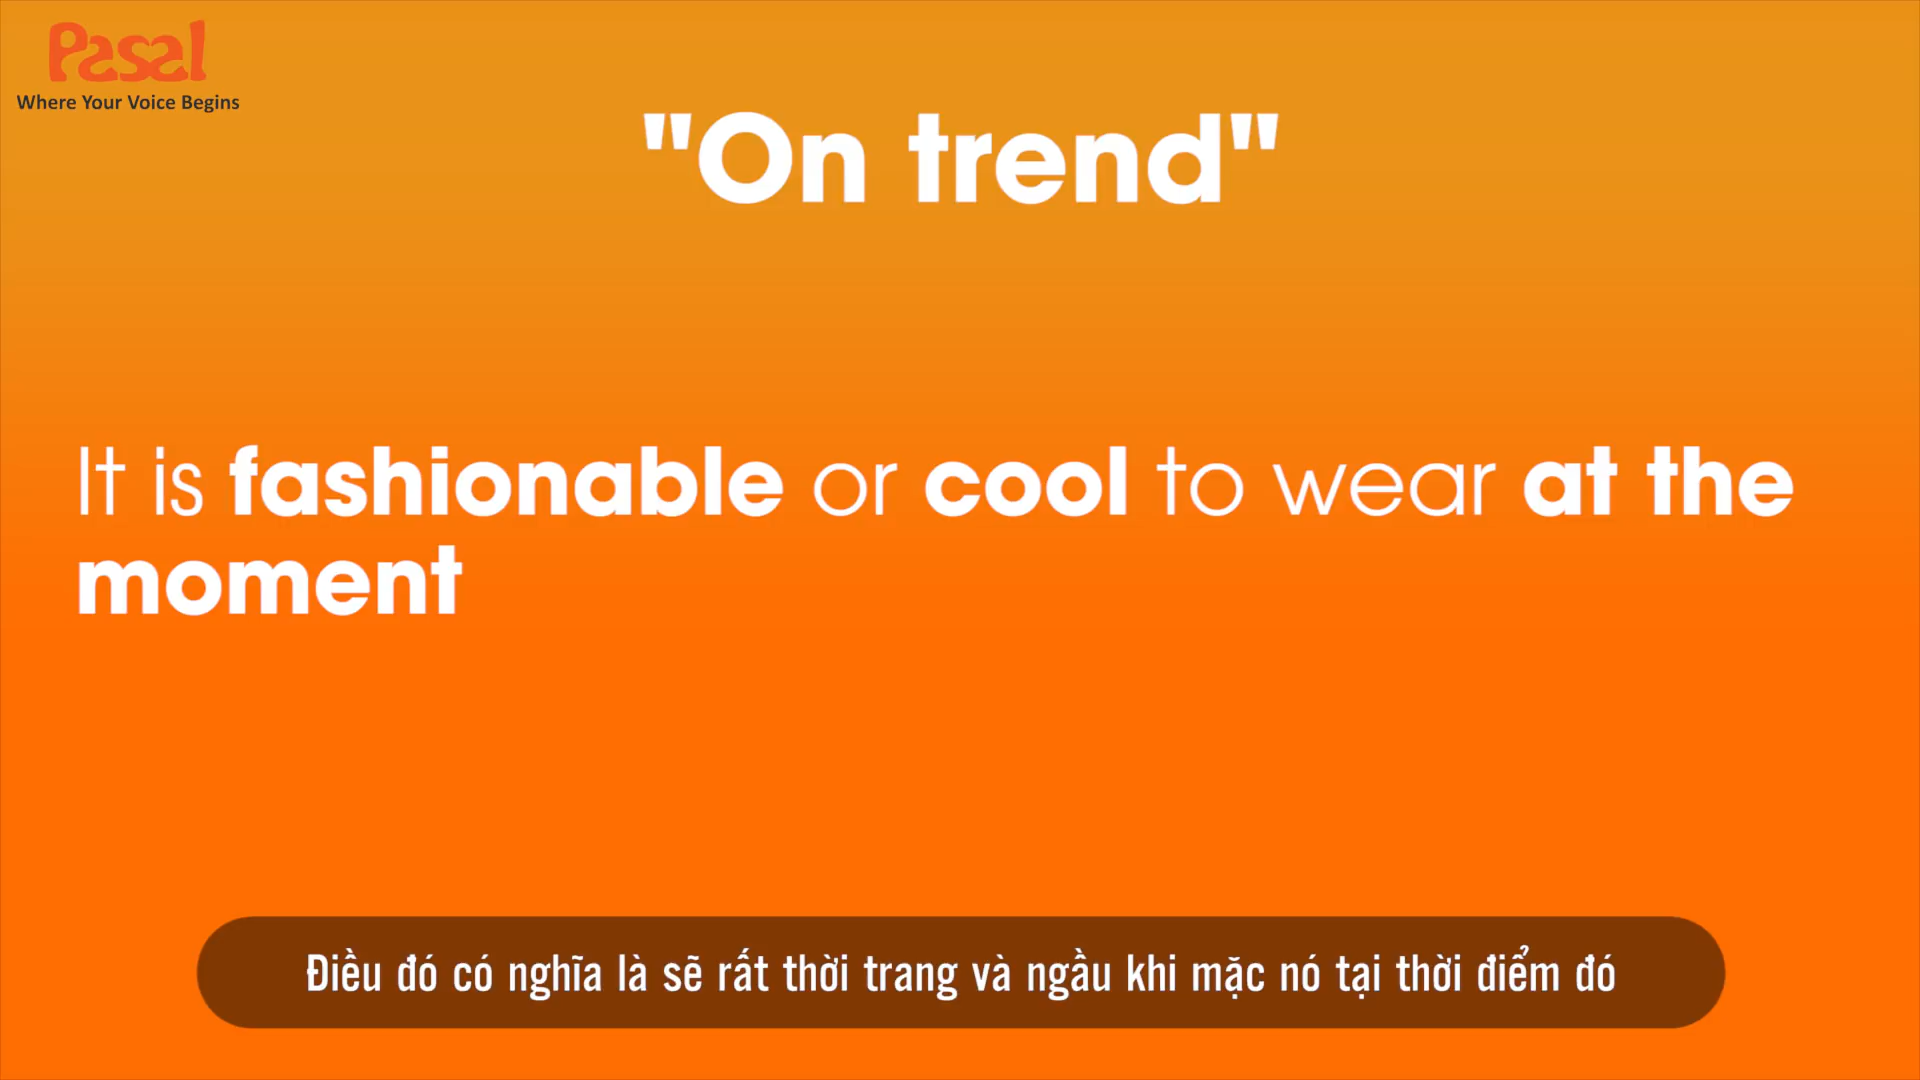 Pasal
Where Your Voice Begins
"On trend"
It is fashionable or cool to wear at the
moment
Điều đó có nghĩa là sẽ rất thời trang và ngầu khi mặc nó tại thời điểm đó